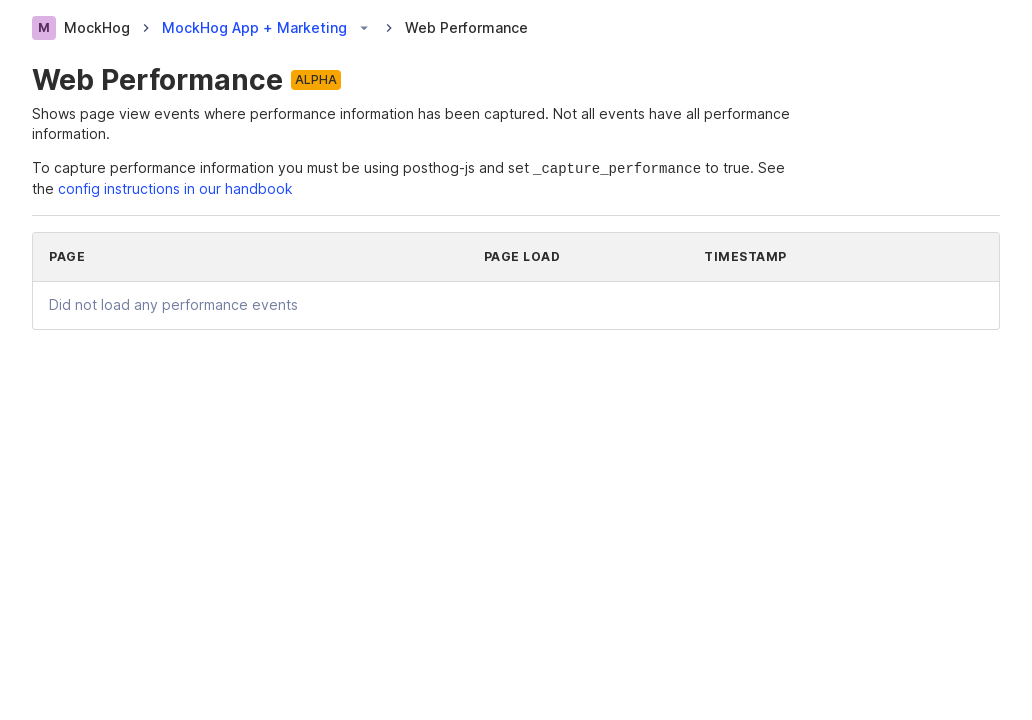 M MockHog MockHog App + Marketing Web Performance
Web Performance ALPHA
Shows page view events where performance information has been captured. Not all events have all performance
information.
To capture performance information you must be using posthog-js and set _capture_performance to true. See
the config instructions in our handbook
PAGE PAGE LOAD TIMESTAMP
Did not load any performance events